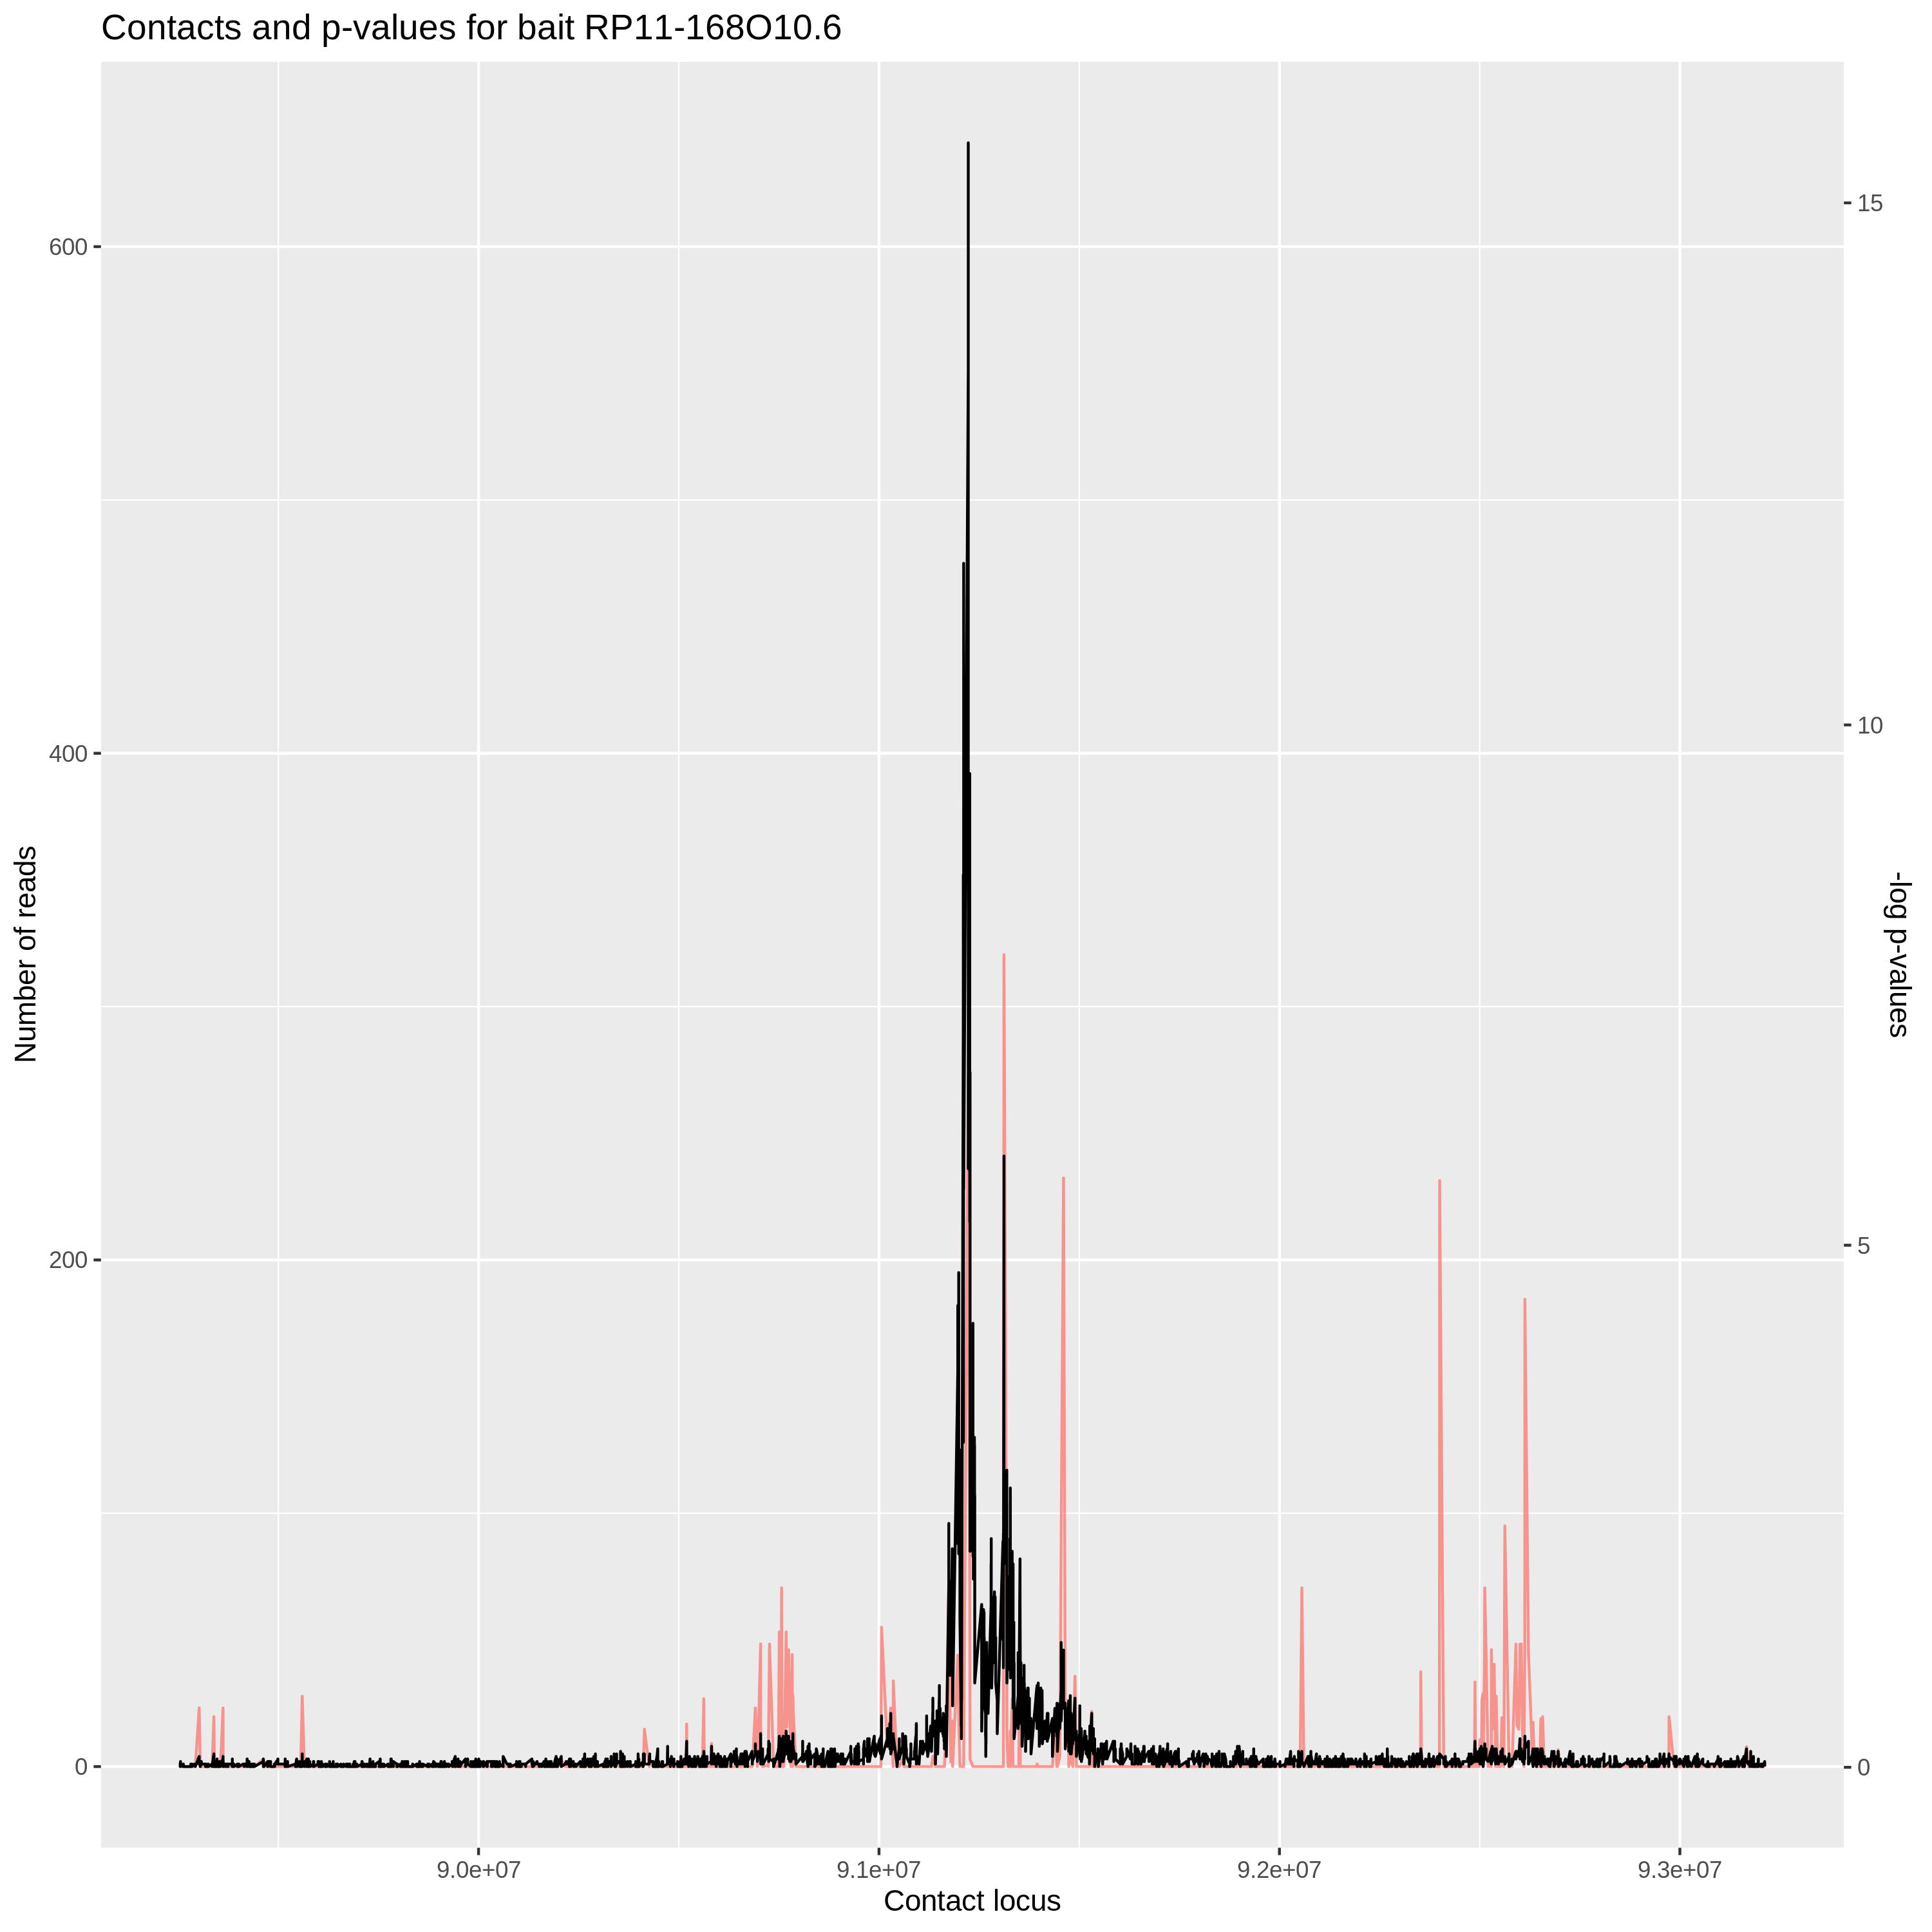 Contacts and p-values for bait RP11-168O10.6
600
400
200
0
Number of reads
15
10
5
0
-log p-values
9.0e+07
9.1e+07
9.2e+07
9.3e+07
Contact locus